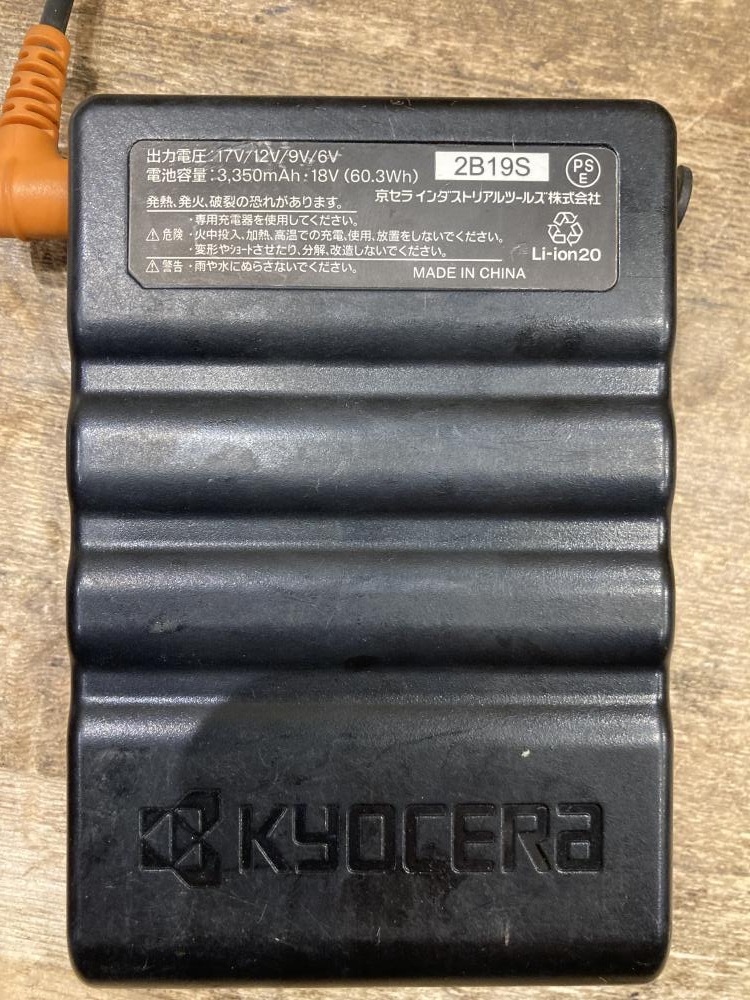 出力電圧:17V/12V/9V/6V
電池容量:3,350mAh・18V (60.3Wh)
2B19S
PS
E
京セラインダストリアルツールズ株式会社
発熱、発火、破裂の恐れがあります。
・専用充電器を使用してください。
⚠危険・火中投入、加熱、高温での充電、使用、放置をしないでください。
・変形やショートさせたり、分解、改造しないでください。
⚠警告・雨や水にぬらさないでください。
Li-ion20
MADE IN CHINA
KYOCERA